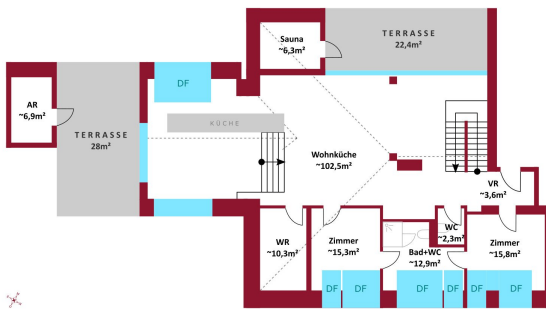 Sauna
~6,3m²
TERRASSE
22,4m²
DF
AR
~6,9m²
TERRASSE
28m²
KÜCHE
Wohnküche
~102,5m²
VR
~3,6m²
WC
~2,3m²
WR
~10,3m²
Zimmer
~15,3m²
Bad+WC
~12,9m²
Zimmer
~15,8m²
DF
DF
DF
DF
DF
DF